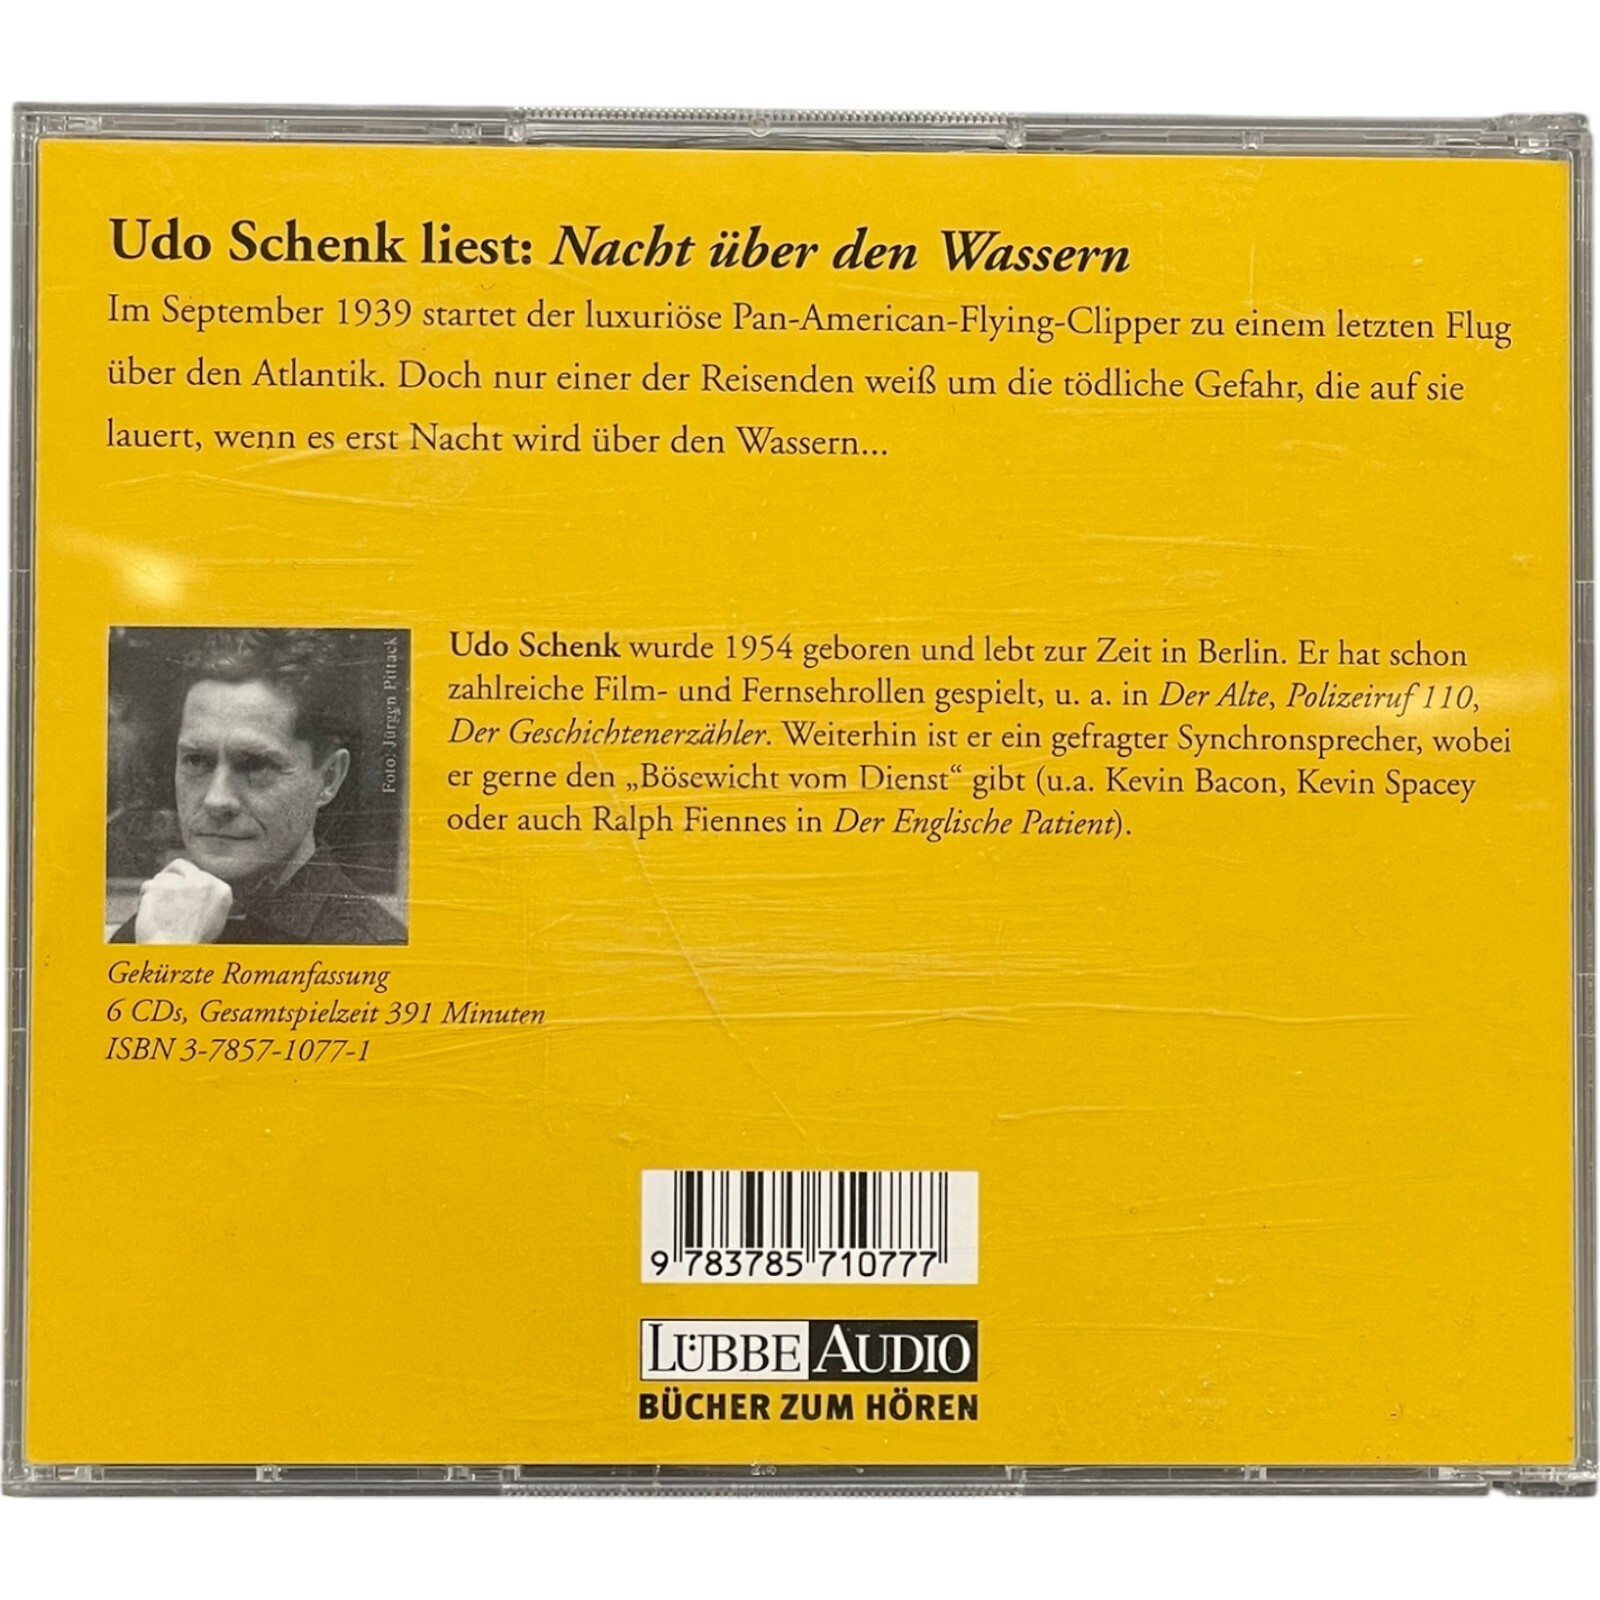 Udo Schenk liest: Nacht über den Wassern
Im September 1939 startet der luxuriöse Pan-American-Flying-Clipper zu einem letzten Flug
über den Atlantik. Doch nur einer der Reisenden weiß um die tödliche Gefahr, die auf sie
lauert, wenn es erst Nacht wird über den Wassern...
Foto: Jürgen Pittack
Udo Schenk wurde 1954 geboren und lebt zur Zeit in Berlin. Er hat schon
zahlreiche Film- und Fernsehrollen gespielt, u. a. in Der Alte, Polizeiruf 110,
Der Geschichtenerzähler. Weiterhin ist er ein gefragter Synchronsprecher, wobei
er gerne den „Bösewicht vom Dienst“ gibt (u.a. Kevin Bacon, Kevin Spacey
oder auch Ralph Fiennes in Der Englische Patient).
Gekürzte Romanfassung
6 CDs, Gesamtspielzeit 391 Minuten
ISBN 3-7857-1077-1
9 783785 710777
LÜBBE AUDIO
BÜCHER ZUM HÖREN